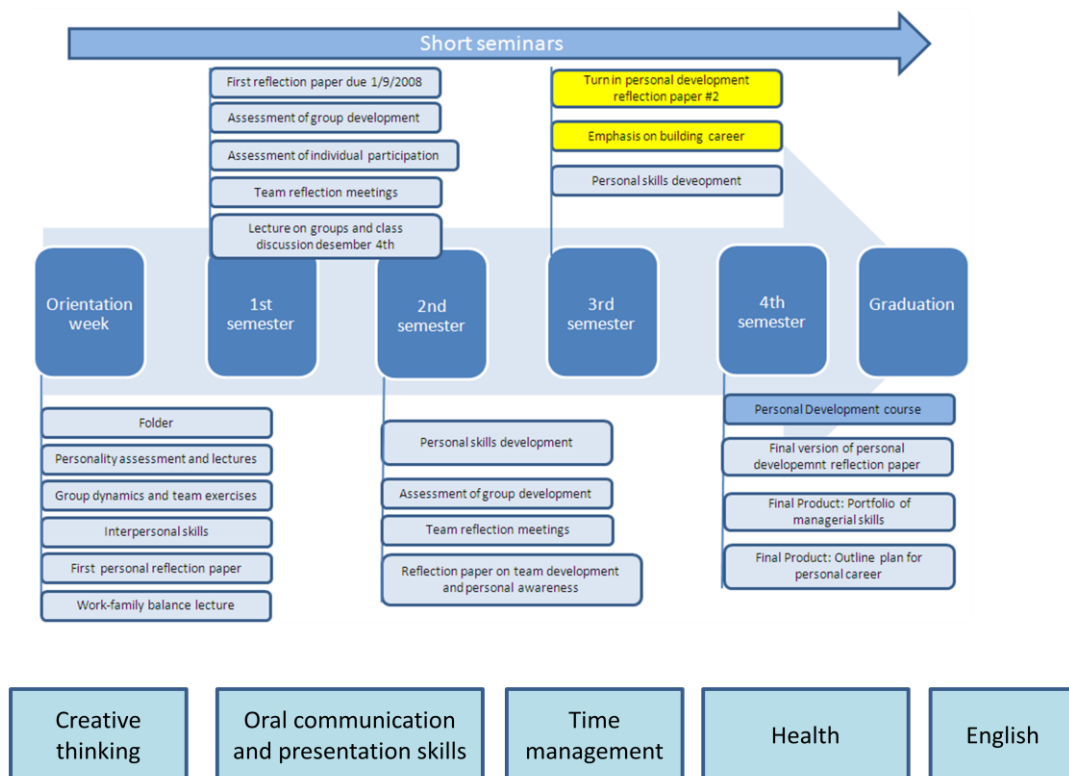 Short seminars
First reflection paper due 1/9/2008
Assessment of group development
Assessment of individual participation
Team reflection meetings
Lecture on groups and class
discussion desember 4th
Turn in personal development
reflection paper #2
Emphasis on building career
Personal skills deveopment
Orientation
week
1st
semester
2nd
semester
3rd
semester
4th
semester
Graduation
Folder
Personality assessment and lectures
Group dynamics and team exercises
Interpersonal skills
First personal reflection paper
Work-family balance lecture
Personal skills development
Assessment of group development
Team reflection meetings
Reflection paper on team development
and personal awareness
Personal Development course
Final version of personal
developemnt reflection paper
Final Product: Portfolio of
managerial skills
Final Product: Outline plan for
personal career
Creative
thinking
Oral communication
and presentation skills
Time
management
Health
English